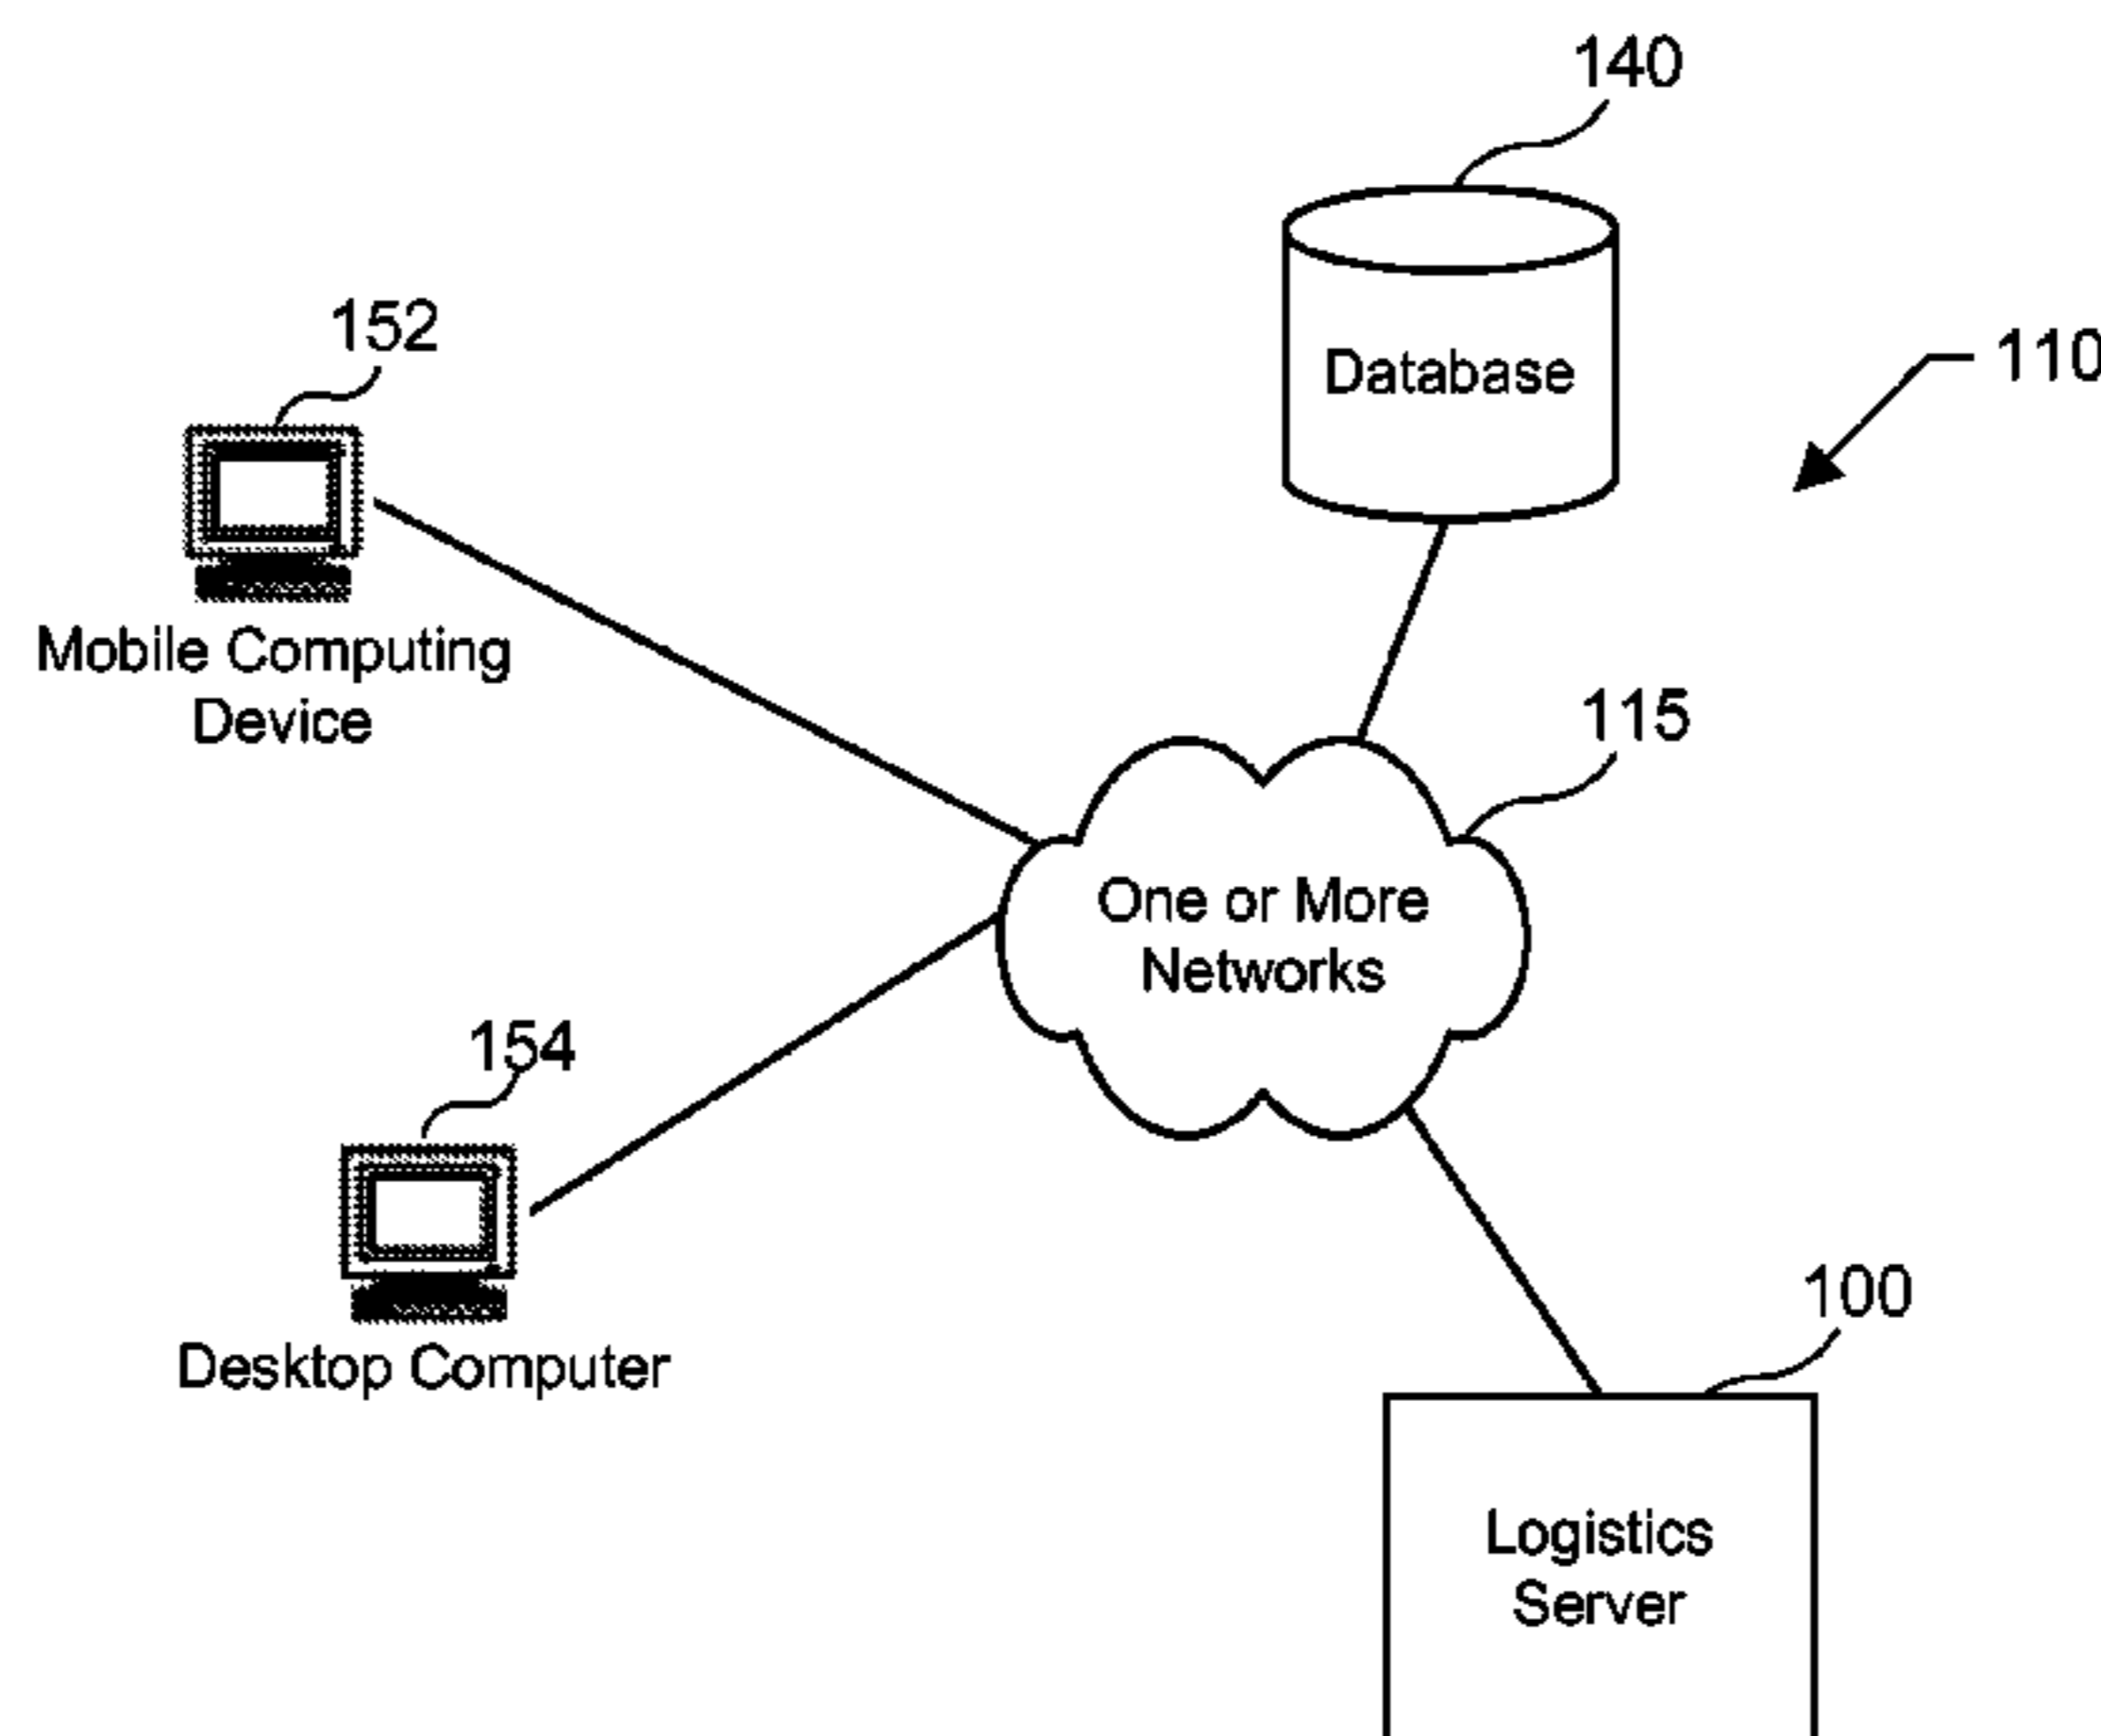 140
152
110
Database
Mobile Computing
Device
115
One or More
Networks
154
Desktop Computer
100
Logistics
Server